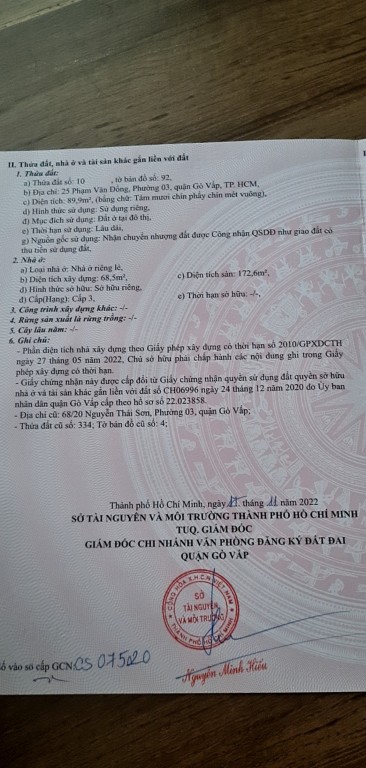 II. Thửa đất, nhà ở và tài sản khác gắn liền với đất
1. Thửa đất:
a) Thửa đất số: 10 , tờ bản đồ số: 92,
b) Địa chỉ: 25 Phạm Văn Đồng, Phường 03, quận Gò Vấp, TP. HCM,
c) Diện tích: 89,9m², (bằng chữ: Tám mươi chín phẩy chín mét vuông),
d) Hình thức sử dụng: Sử dụng riêng,
đ) Mục đích sử dụng: Đất ở tại đô thị,
e) Thời hạn sử dụng: Lâu dài,
g) Nguồn gốc sử dụng: Nhận chuyển nhượng đất được Công nhận QSDĐ như giao đất có
thu tiền sử dụng đất,
2. Nhà ở:
a) Loại nhà ở: Nhà ở riêng lẻ,
b) Diện tích xây dựng: 68,5m², c) Diện tích sàn: 172,6m²,
d) Hình thức sở hữu: Sở hữu riêng,
đ) Cấp(Hạng): Cấp 3, e) Thời hạn sở hữu: -/-,
3. Công trình xây dựng khác: -/-
4. Rừng sản xuất là rừng trồng: -/-
5. Cây lâu năm: -/-
6. Ghi chú:
- Phần diện tích nhà xây dựng theo Giấy phép xây dựng có thời hạn số 2010/GPXDCTH
ngày 27 tháng 05 năm 2022, Chủ sở hữu phải chấp hành các nội dung ghi trong Giấy
phép xây dựng có thời hạn.
- Giấy chứng nhận này được cấp đổi từ Giấy chứng nhận quyền sử dụng đất quyền sở hữu
nhà ở và tài sản khác gắn liền với đất số CH06996 ngày 24 tháng 12 năm 2020 do Ủy ban
nhân dân quận Gò Vấp cấp theo hồ sơ số 22.023858.
- Địa chỉ cũ: 68/20 Nguyễn Thái Sơn, Phường 03, quận Gò Vấp;
- Thửa đất cũ số: 334; Tờ bản đồ cũ số: 4;
Thành phố Hồ Chí Minh, ngày tháng 11 năm 2022
SỞ TÀI NGUYÊN VÀ MÔI TRƯỜNG THÀNH PHỐ HỒ CHÍ MINH
TUQ. GIÁM ĐỐC
GIÁM ĐỐC CHI NHÁNH VĂN PHÒNG ĐĂNG KÝ ĐẤT ĐAI
QUẬN GÒ VẤP
CỘNG HÒA X.H.C.N VIỆT NAM
SỞ
TÀI NGUYÊN
VÀ MÔI TRƯỜNG
THÀNH PHỐ HỒ CHÍ MINH
vào sổ cấp GCN: CS 07520
Nguyễn Minh Hiếu